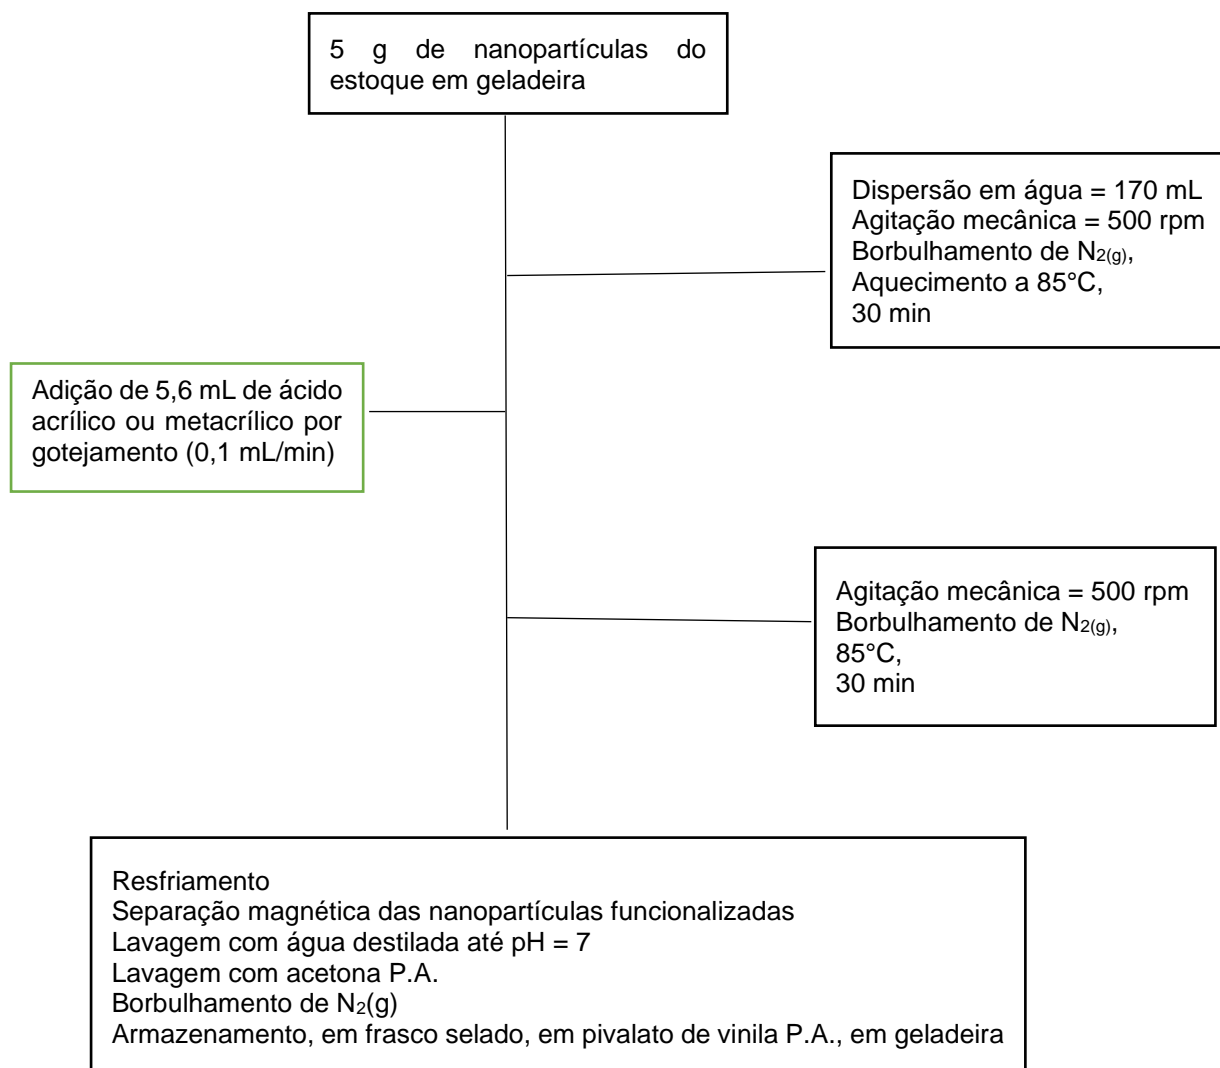 5 g de nanopartículas do
estoque em geladeira
Dispersão em água = 170 mL
Agitação mecânica = 500 rpm
Borbulhamento de N2(g),
Aquecimento a 85°C,
30 min
Adição de 5,6 mL de ácido
acrílico ou metacrílico por
gotejamento (0,1 mL/min)
Agitação mecânica = 500 rpm
Borbulhamento de N2(g),
85°C,
30 min
Resfriamento
Separação magnética das nanopartículas funcionalizadas
Lavagem com água destilada até pH = 7
Lavagem com acetona P.A.
Borbulhamento de N2(g)
Armazenamento, em frasco selado, em pivalato de vinila P.A., em geladeira